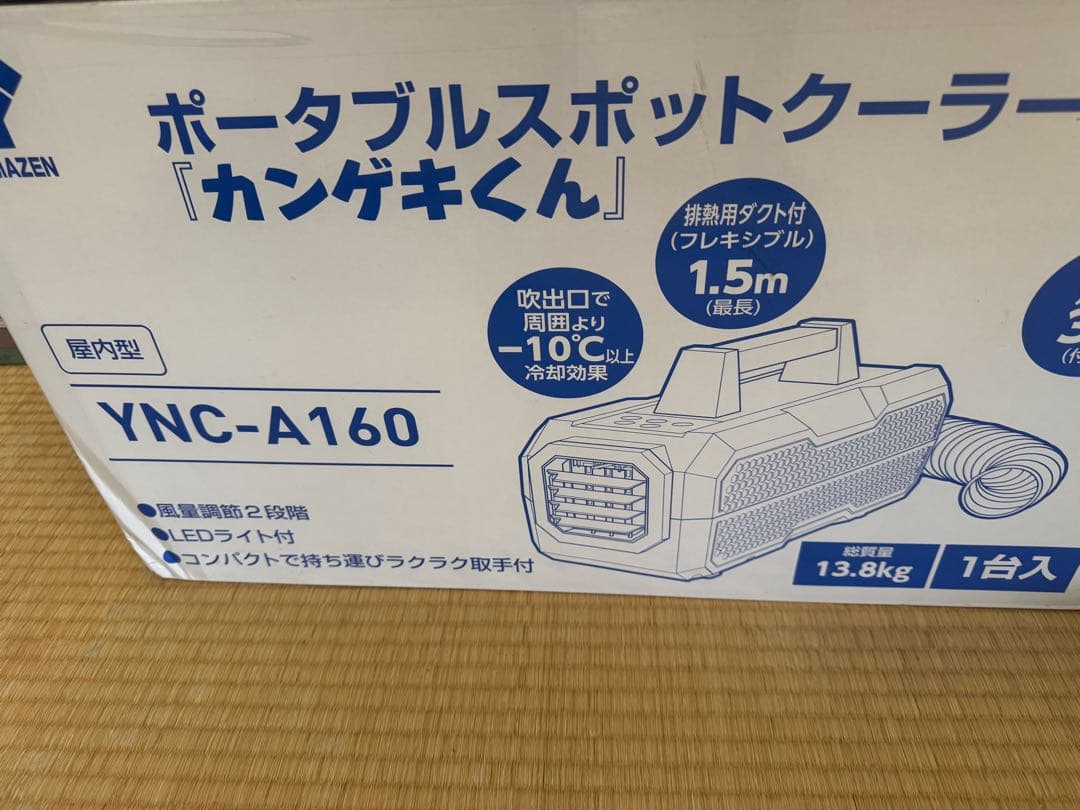 MAZEN
ポータブルスポットクーラー
『カンゲキくん』
排熱用ダクト付
(フレキシブル)
1.5m
(最長)
吹出口で
周囲より
-10℃以上
冷却効果
屋内型
YNC-A160
●風量調節2段階
●LEDライト付
●コンパクトで持ち運びラクラク取手付
総質量
13.8kg
1台入